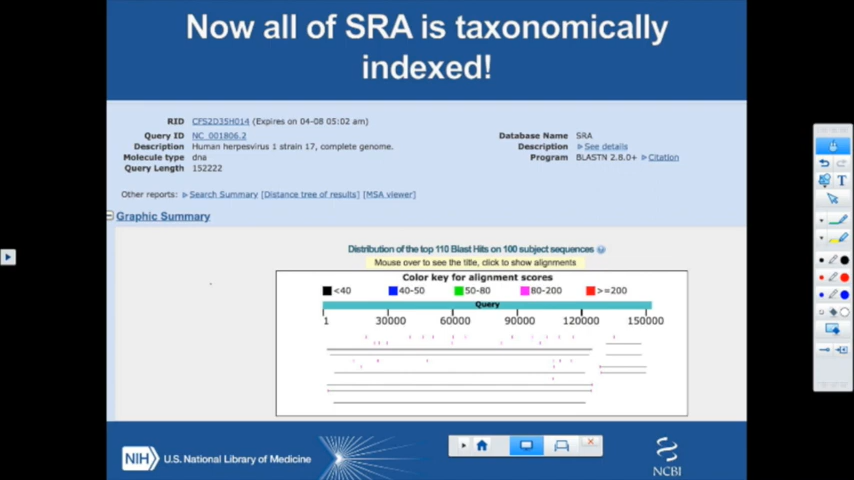 Now all of SRA is taxonomically
indexed!
RID CFS2D35H014 (Expires on 04-08 05:02 am)
Query ID NC_001806.2
Description Human herpesvirus 1 strain 17, complete genome.
Molecule type dna
Query Length 152222
Database Name SRA
Description See details
Program BLASTN 2.8.0+ Citation
Other reports: Search Summary [Distance tree of results] [MSA viewer]
Graphic Summary
Distribution of the top 110 Blast Hits on 100 subject sequences
Mouse over to see the title, click to show alignments
Color key for alignment scores
<40 40-50 50-80 80-200 >=200
Query
1 30000 60000 90000 120000 150000
NIH U.S. National Library of Medicine
NCBI
T